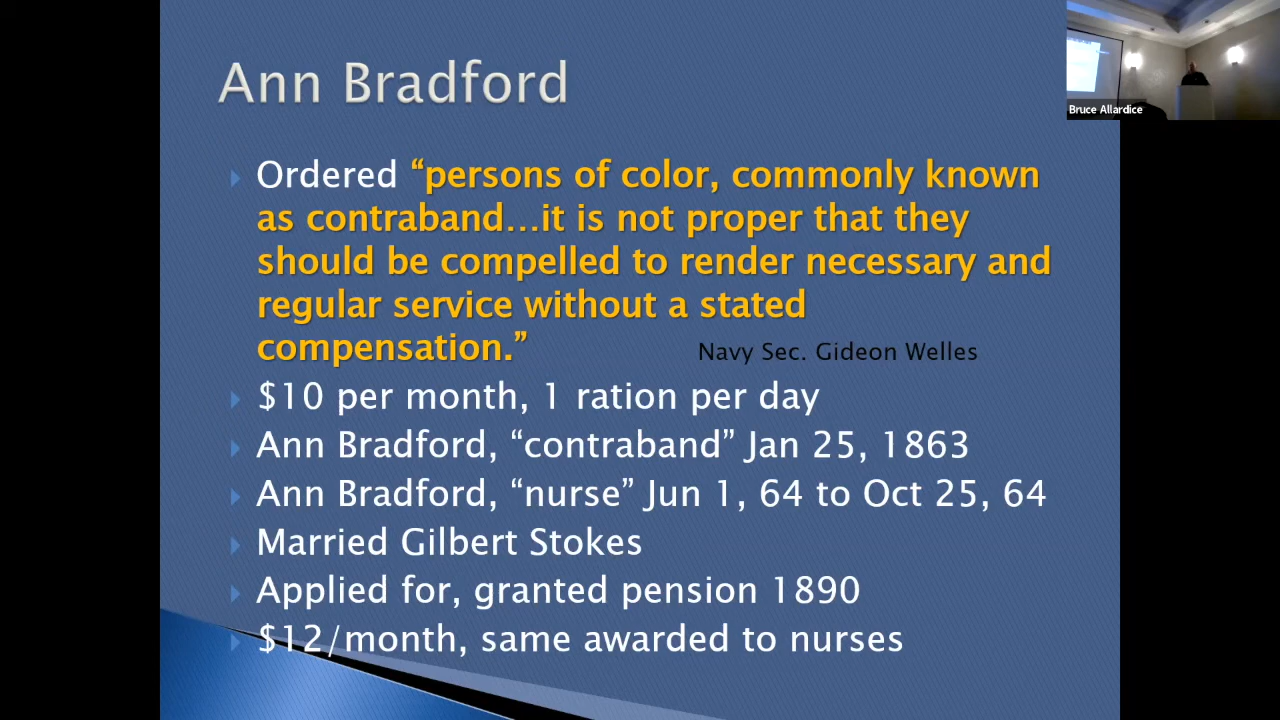 Ann Bradford
Bruce Allardice
Ordered “persons of color, commonly known
as contraband…it is not proper that they
should be compelled to render necessary and
regular service without a stated
compensation.” Navy Sec. Gideon Welles
$10 per month, 1 ration per day
Ann Bradford, “contraband” Jan 25, 1863
Ann Bradford, “nurse” Jun 1, 64 to Oct 25, 64
Married Gilbert Stokes
Applied for, granted pension 1890
$12/month, same awarded to nurses